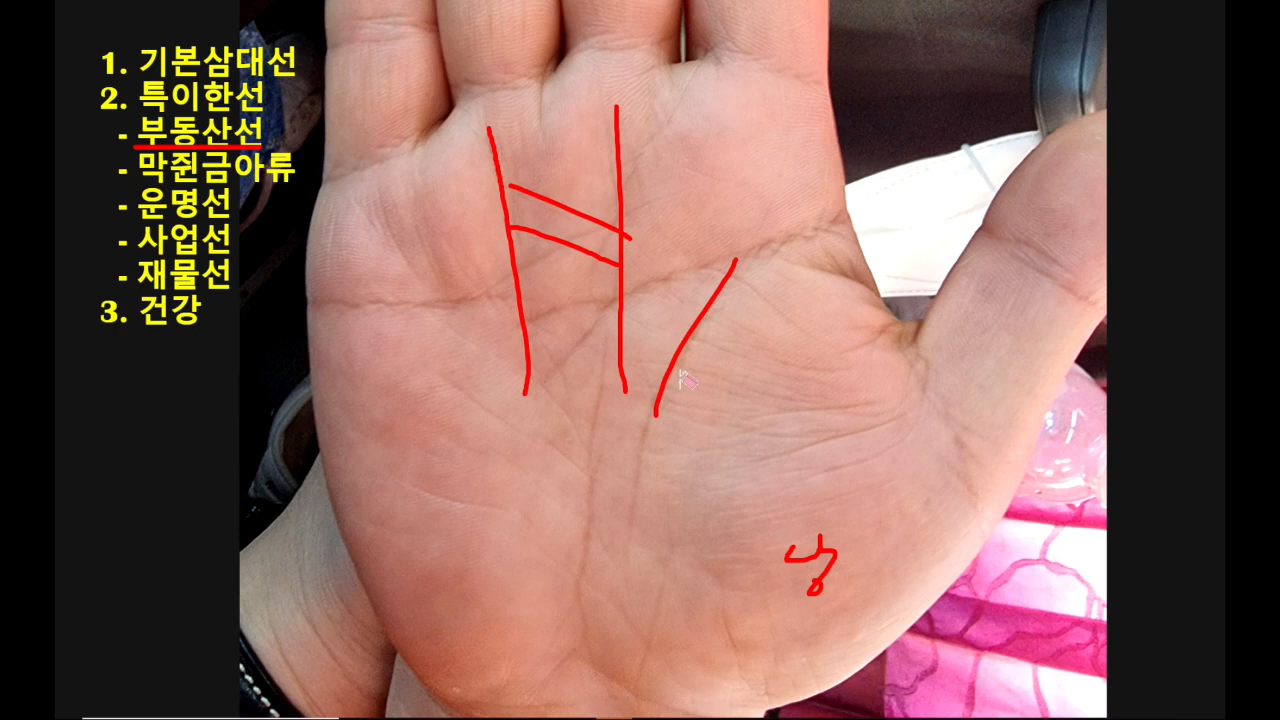 1. 기본삼대선
2. 특이한선
- 부동산선
- 막쥔금아류
- 운명선
- 사업선
- 재물선
3. 건강